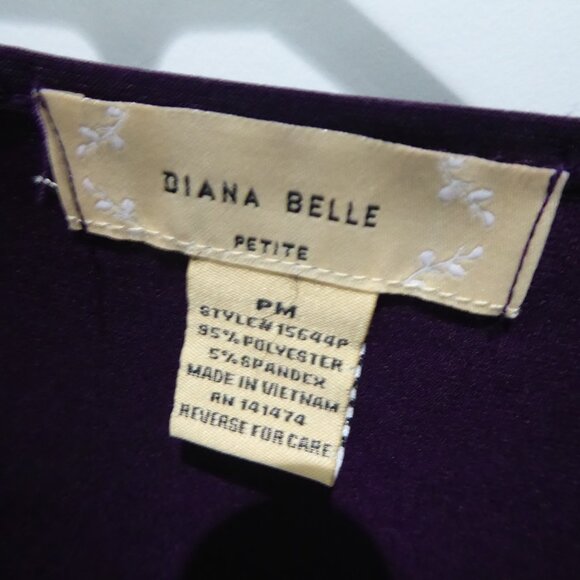 DIANA BELLE
PETITE
PM
STYLE# 15644P
95% POLYESTER
5% SPANDEX
MADE IN VIETNAM
RN 141474
REVERSE FOR CARE